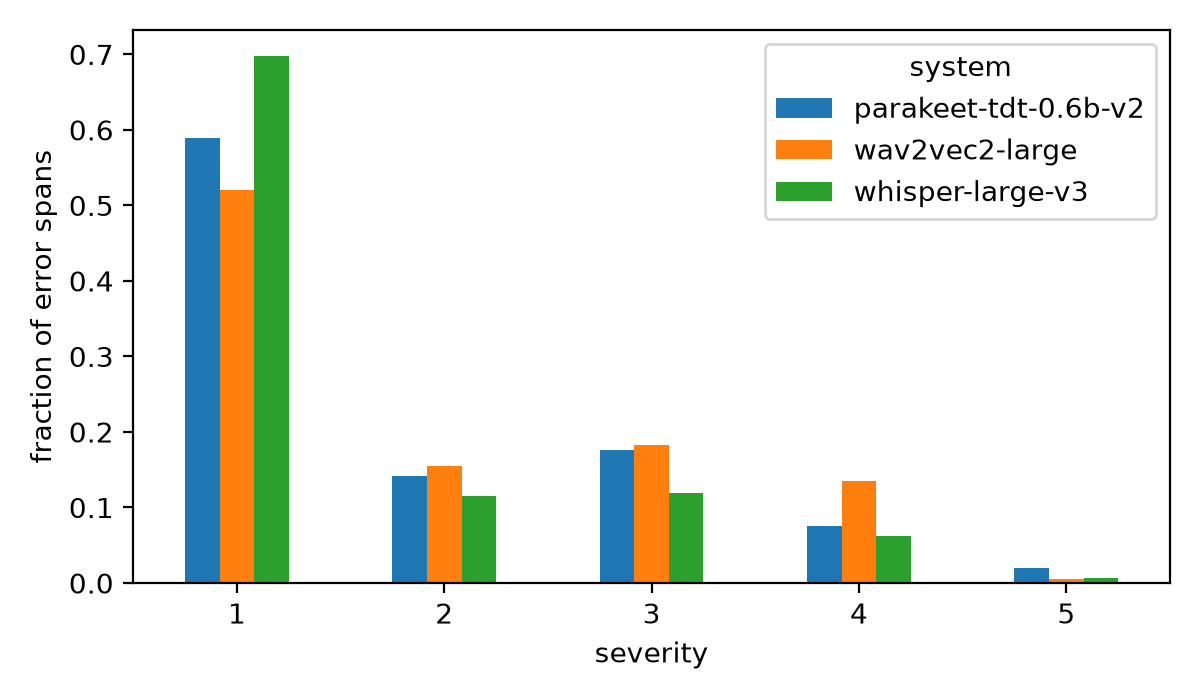 system
parakeet-tdt-0.6b-v2
wav2vec2-large
whisper-large-v3
fraction of error spans
0.7
0.6
0.5
0.4
0.3
0.2
0.1
0.0
1 2 3 4 5
severity